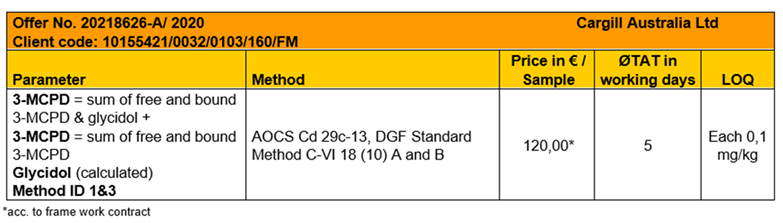 Offer No. 20218626-A/ 2020 Cargill Australia Ltd
Client code: 10155421/0032/0103/160/FM
Parameter Method Price in € / Sample ØTAT in working days LOQ
3-MCPD = sum of free and bound
3-MCPD & glycidol +
3-MCPD = sum of free and bound
3-MCPD
Glycidol (calculated)
Method ID 1&3
AOCS Cd 29c-13, DGF Standard
Method C-VI 18 (10) A and B
120,00*
5
Each 0,1
mg/kg
*acc. to frame work contract